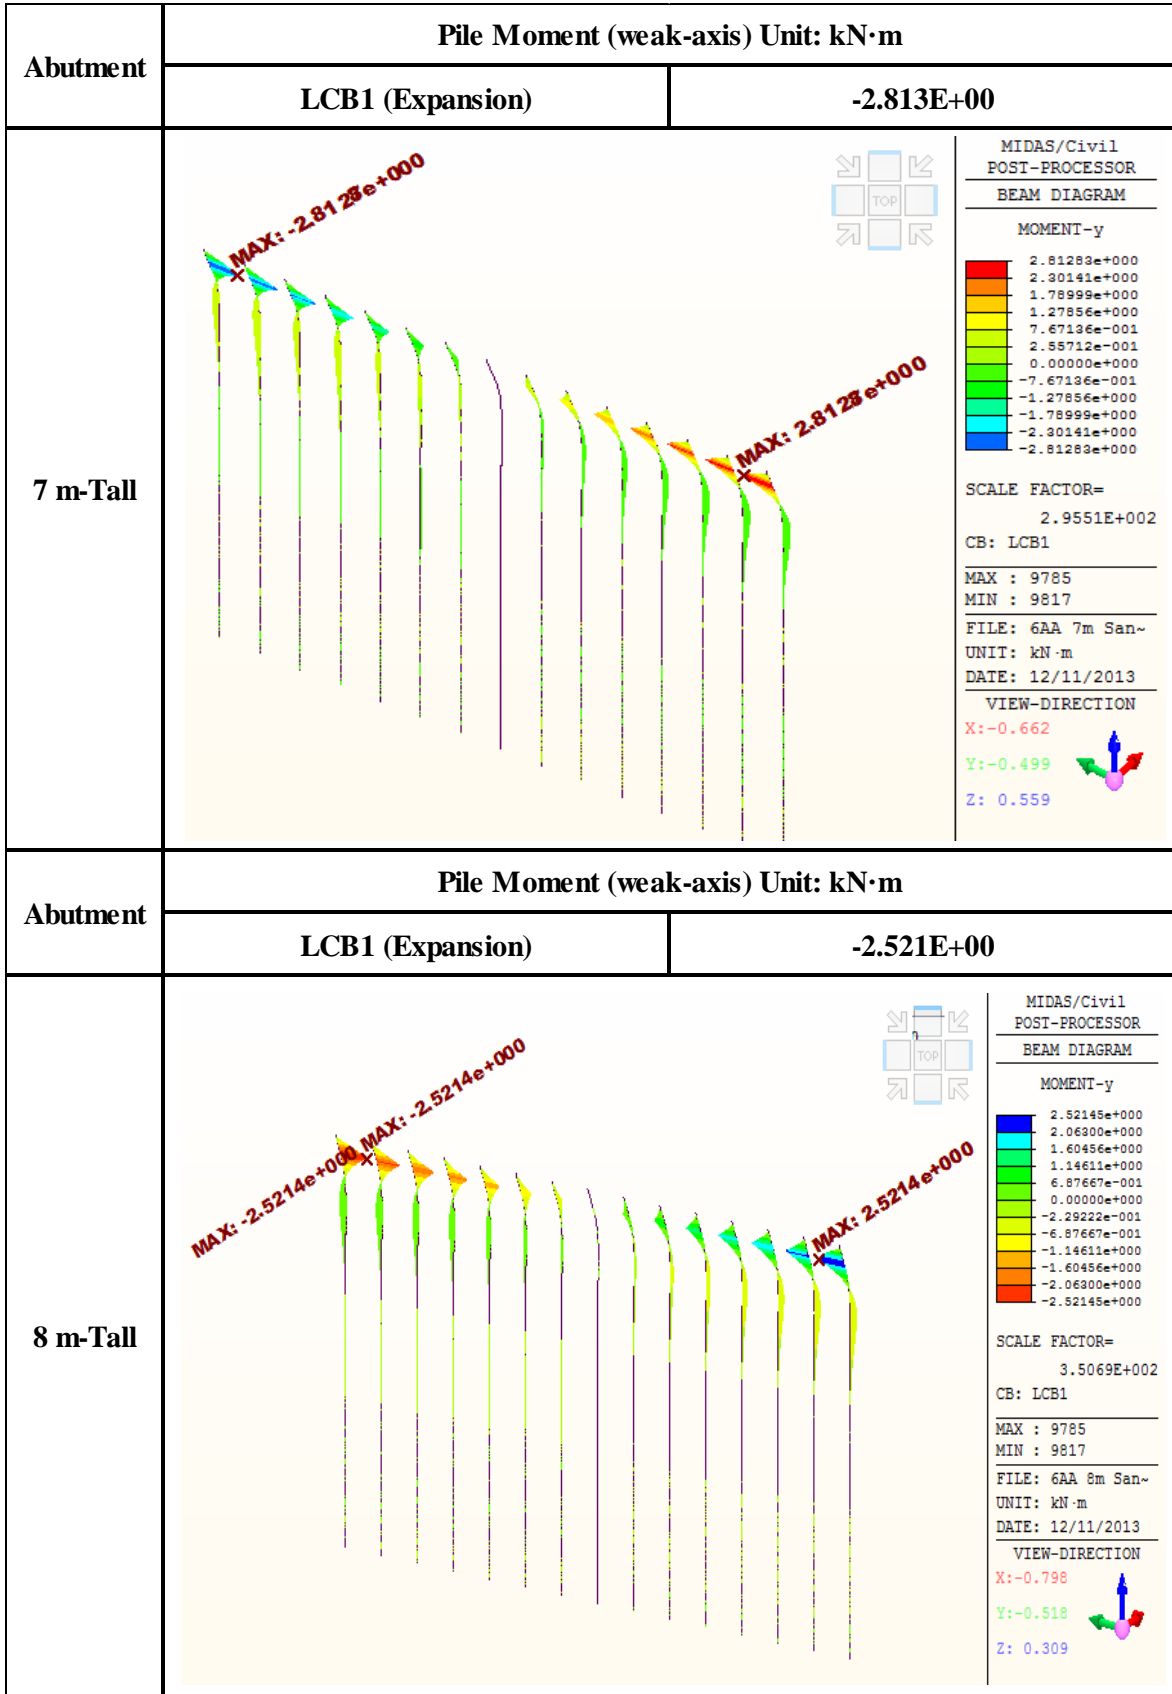 Abutment
Pile Moment (weak-axis) Unit: kN·m
LCB1 (Expansion)
-2.813E+00
7 m-Tall
MAX: -2.8128e+000
MAX: 2.8128e+000
TOP
MIDAS/Civil
POST-PROCESSOR
BEAM DIAGRAM
MOMENT-y
2.81283e+000
2.30141e+000
1.78999e+000
1.27856e+000
7.67136e-001
2.55712e-001
0.00000e+000
-7.67136e-001
-1.27856e+000
-1.78999e+000
-2.30141e+000
-2.81283e+000
SCALE FACTOR=
2.9551E+002
CB: LCB1
MAX : 9785
MIN : 9817
FILE: 6AA 7m San~
UNIT: kN·m
DATE: 12/11/2013
VIEW-DIRECTION
X:-0.662
Y:-0.499
Z: 0.559
Abutment
Pile Moment (weak-axis) Unit: kN·m
LCB1 (Expansion)
-2.521E+00
8 m-Tall
MAX: -2.5214e+000
MAX: -2.5214e+000
MAX: 2.5214e+000
TOP
MIDAS/Civil
POST-PROCESSOR
BEAM DIAGRAM
MOMENT-y
2.52145e+000
2.06300e+000
1.60456e+000
1.14611e+000
6.87667e-001
0.00000e+000
-2.29222e-001
-6.87667e-001
-1.14611e+000
-1.60456e+000
-2.06300e+000
-2.52145e+000
SCALE FACTOR=
3.5069E+002
CB: LCB1
MAX : 9785
MIN : 9817
FILE: 6AA 8m San~
UNIT: kN·m
DATE: 12/11/2013
VIEW-DIRECTION
X:-0.798
Y:-0.518
Z: 0.309